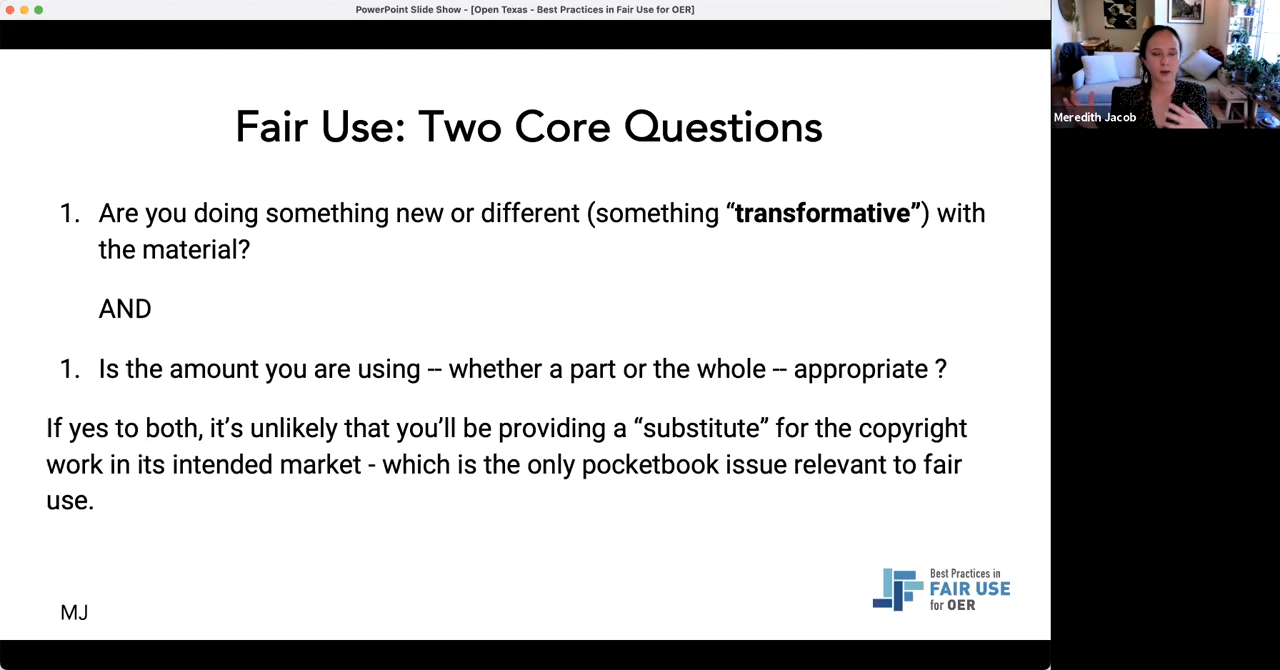 PowerPoint Slide Show - [Open Texas - Best Practices in Fair Use for OER]
Meredith Jacob
Fair Use: Two Core Questions
1. Are you doing something new or different (something “transformative”) with
the material?
AND
1. Is the amount you are using -- whether a part or the whole -- appropriate ?
If yes to both, it’s unlikely that you’ll be providing a “substitute” for the copyright
work in its intended market - which is the only pocketbook issue relevant to fair
use.
Best Practices in
FAIR USE
for OER
MJ